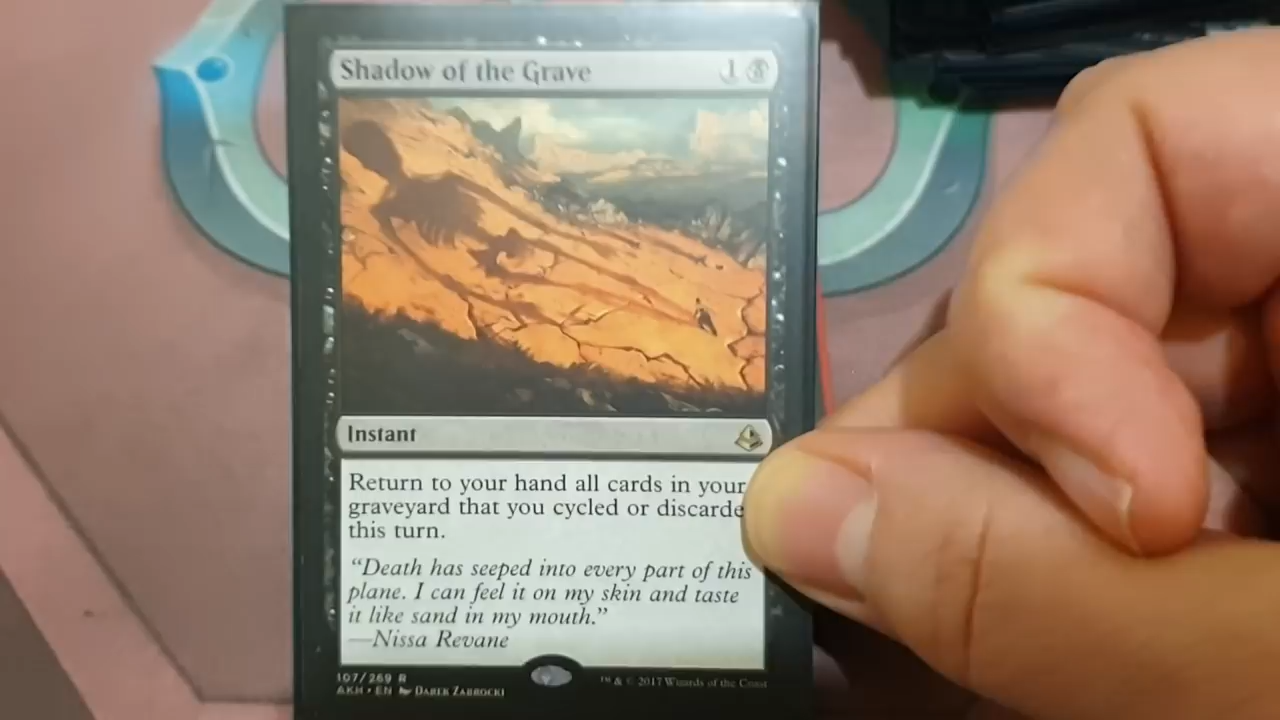 Shadow of the Grave 1
Instant
Return to your hand all cards in your
graveyard that you cycled or discarde
this turn.
“Death has seeped into every part of this
plane. I can feel it on my skin and taste
it like sand in my mouth.”
—Nissa Revane
107/269 R
AKH • EN Darek Zabrocki
™ & © 2017 Wizards of the Coast